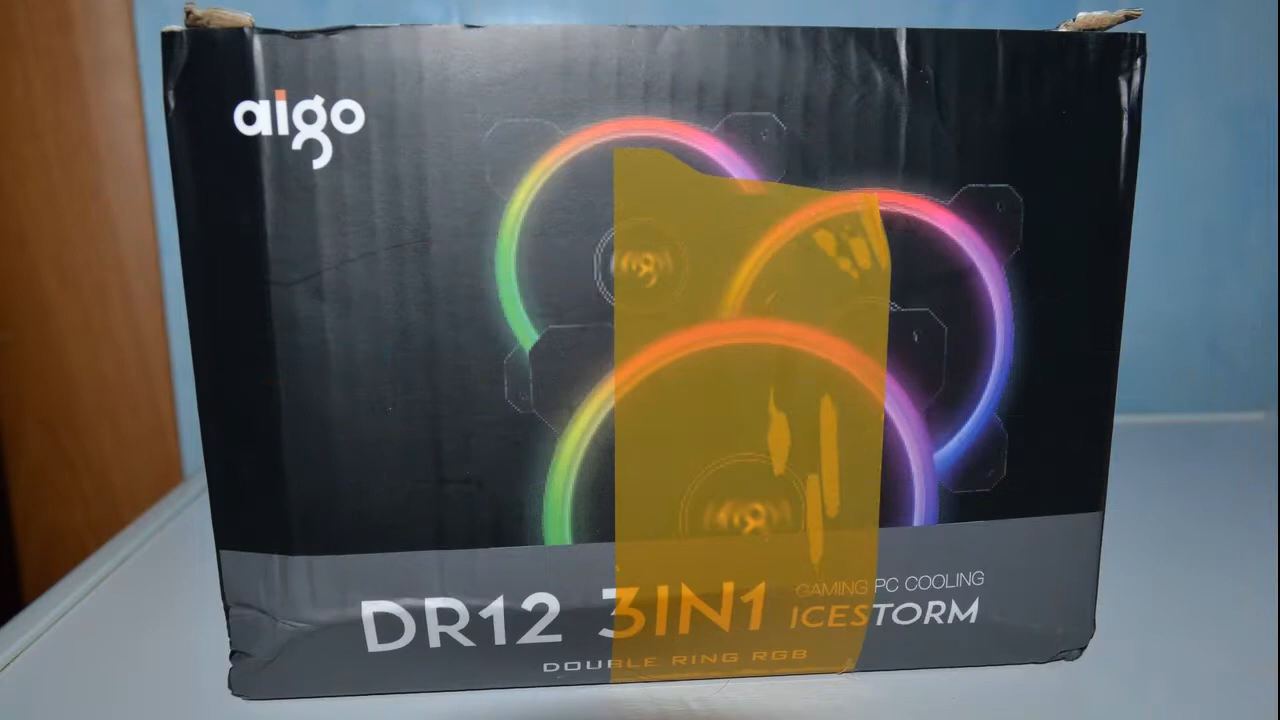 aigo
DR12 3IN1
GAMING PC COOLING
ICESTORM
DOUBLE RING RGB